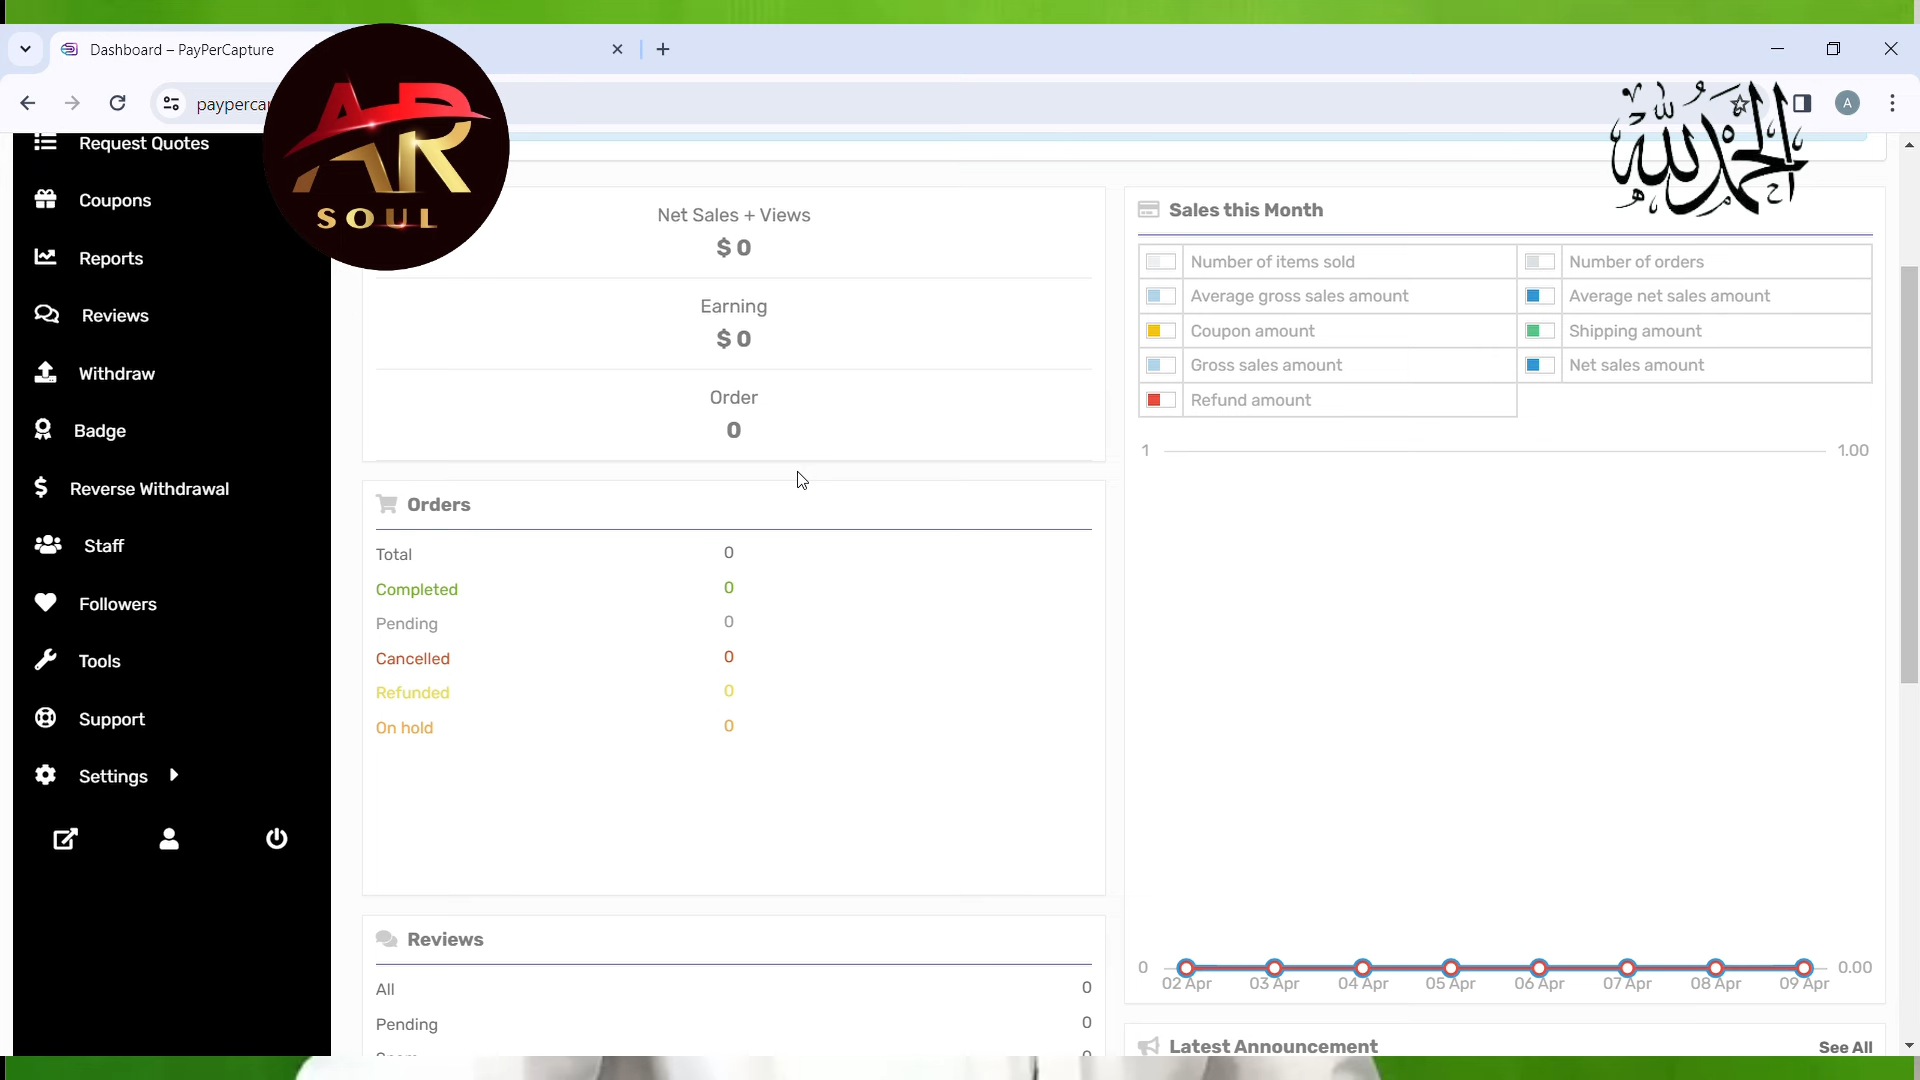 Dashboard – PayPerCapture
A
AR
SOUL
الحمد لله
Request Quotes
Coupons
Reports
Reviews
Withdraw
Badge
Reverse Withdrawal
Staff
Followers
Tools
Support
Settings
Net Sales + Views
$ 0
Earning
$ 0
Order
0
Orders
Total 0
Completed 0
Pending 0
Cancelled 0
Refunded 0
On hold 0
Reviews
All 0
Pending 0
Sales this Month
Number of items sold Number of orders
Average gross sales amount Average net sales amount
Coupon amount Shipping amount
Gross sales amount Net sales amount
Refund amount
1 1.00
0 0.00
02 Apr 03 Apr 04 Apr 05 Apr 06 Apr 07 Apr 08 Apr 09 Apr
Latest Announcement See All